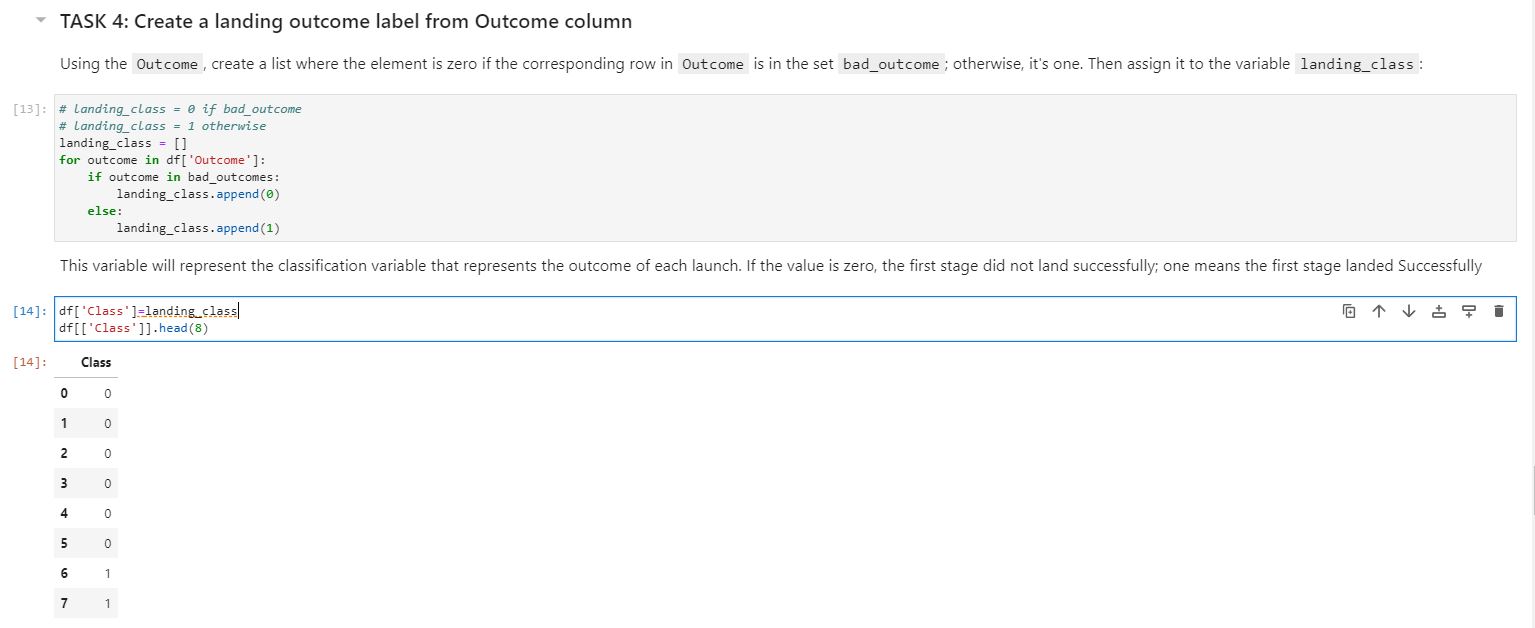 TASK 4: Create a landing outcome label from Outcome column
Using the Outcome , create a list where the element is zero if the corresponding row in Outcome is in the set bad_outcome ; otherwise, it's one. Then assign it to the variable landing_class :
[13]: # landing_class = 0 if bad_outcome
# landing_class = 1 otherwise
landing_class = []
for outcome in df['Outcome']:
    if outcome in bad_outcomes:
        landing_class.append(0)
    else:
        landing_class.append(1)
This variable will represent the classification variable that represents the outcome of each launch. If the value is zero, the first stage did not land successfully; one means the first stage landed Successfully
[14]: df['Class']=landing_class
df[['Class']].head(8)
[14]: Class
0 0
1 0
2 0
3 0
4 0
5 0
6 1
7 1